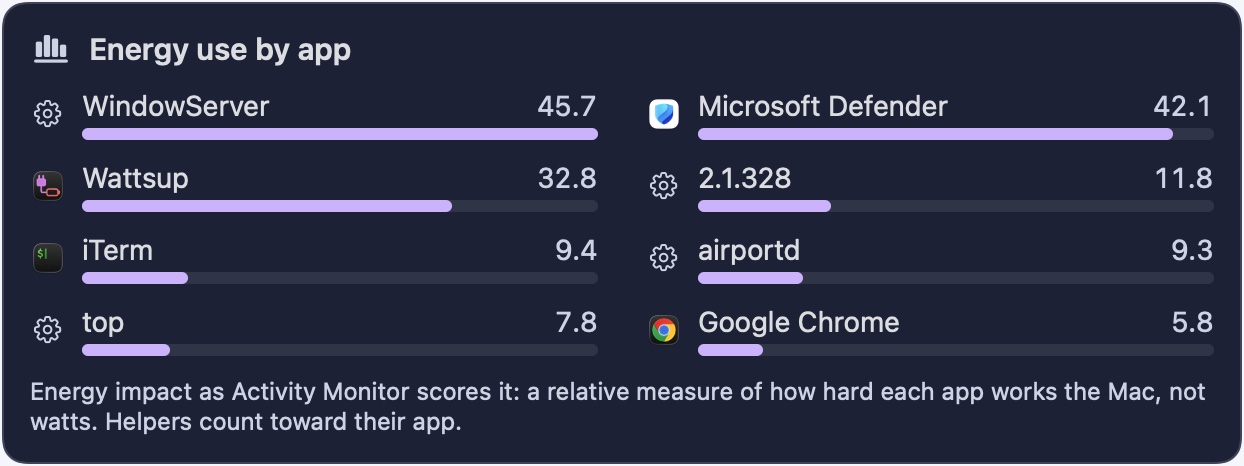 Energy use by app
WindowServer 45.7
Microsoft Defender 42.1
Wattsup 32.8
2.1.328 11.8
$|
iTerm 9.4
airportd 9.3
top 7.8
Google Chrome 5.8
Energy impact as Activity Monitor scores it: a relative measure of how hard each app works the Mac, not
watts. Helpers count toward their app.